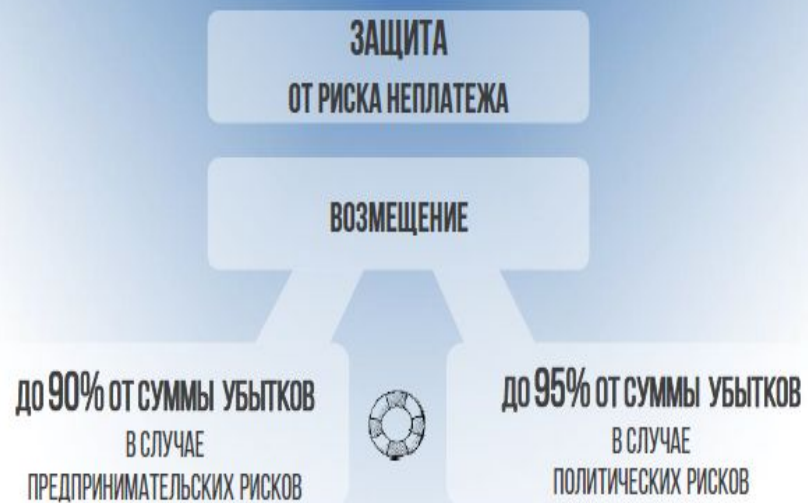 ЗАЩИТА
ОТ РИСКА НЕПЛАТЕЖА
ВОЗМЕЩЕНИЕ
ДО 90% ОТ СУММЫ УБЫТКОВ
В СЛУЧАЕ
ПРЕДПРИНИМАТЕЛЬСКИХ РИСКОВ
ДО 95% ОТ СУММЫ УБЫТКОВ
В СЛУЧАЕ
ПОЛИТИЧЕСКИХ РИСКОВ